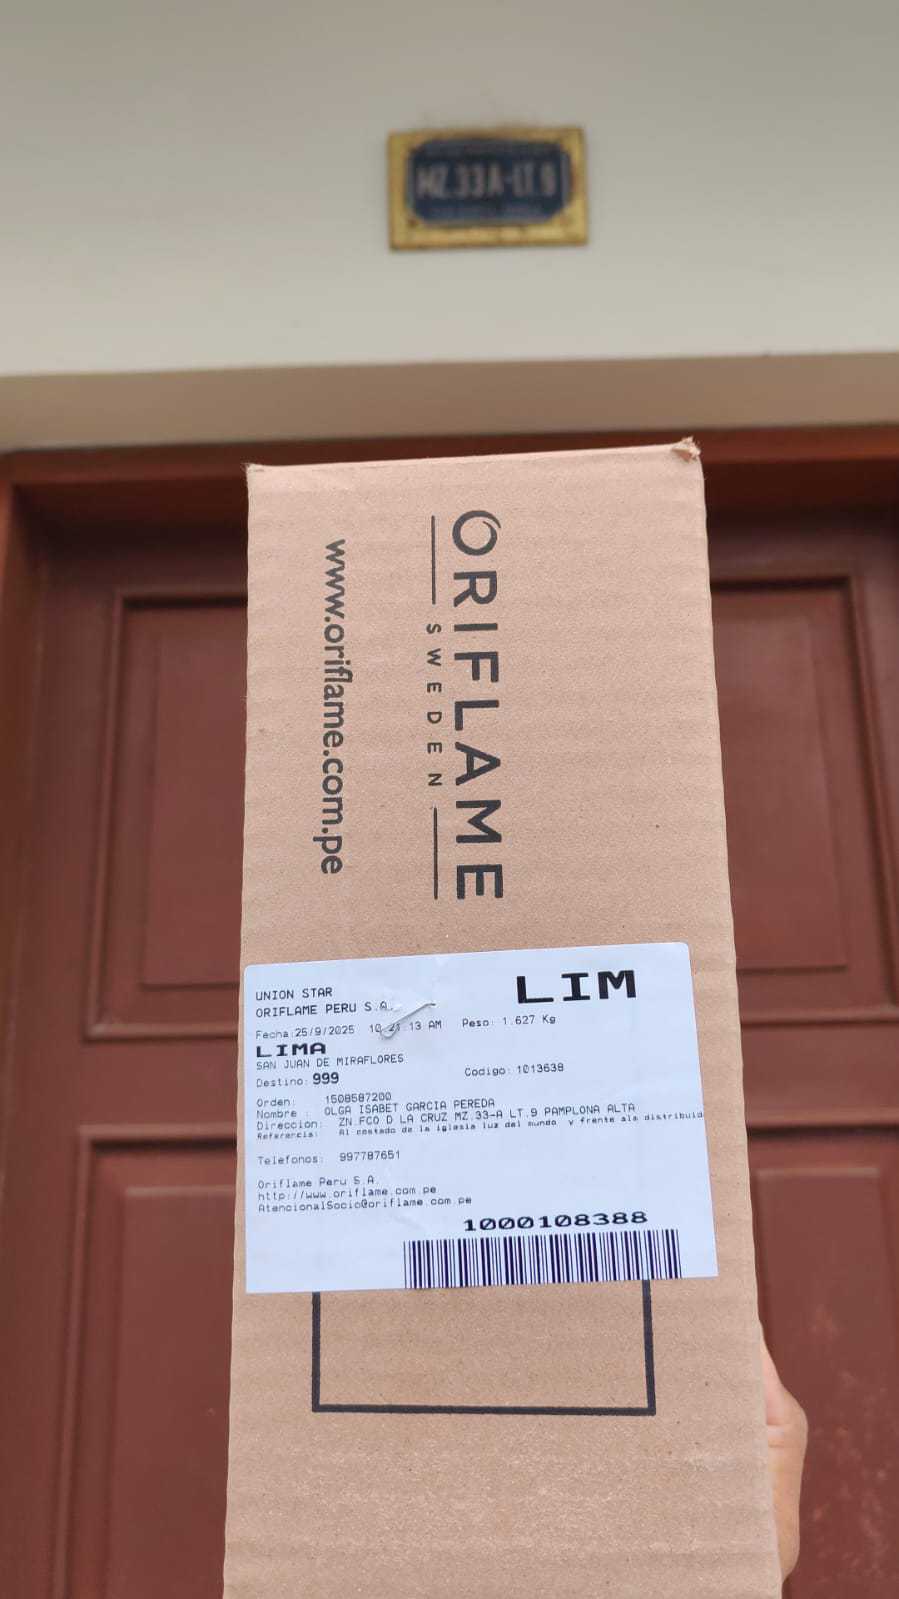 MZ.33A-LT.9
ORIFLAME
SWEDEN
www.oriflame.com.pe
LIM
UNION STAR
ORIFLAME PERU S.A.
Fecha:25/9/2025 10:21:13 AM Peso: 1.627 Kg
LIMA
SAN JUAN DE MIRAFLORES
Destino: 999 Codigo: 1013638
Orden: 1508587200
Nombre : OLGA ISABET GARCIA PEREDA
Direccion: ZN.FCO D LA CRUZ MZ.33-A LT.9 PAMPLONA ALTA
Referencia: Al costado de la iglesia luz del mundo y frente ala distribuid
Telefonos: 997787651
Oriflame Peru S.A.
http://www.oriflame.com.pe
AtencionalSocio@oriflame.com.pe
1000108388